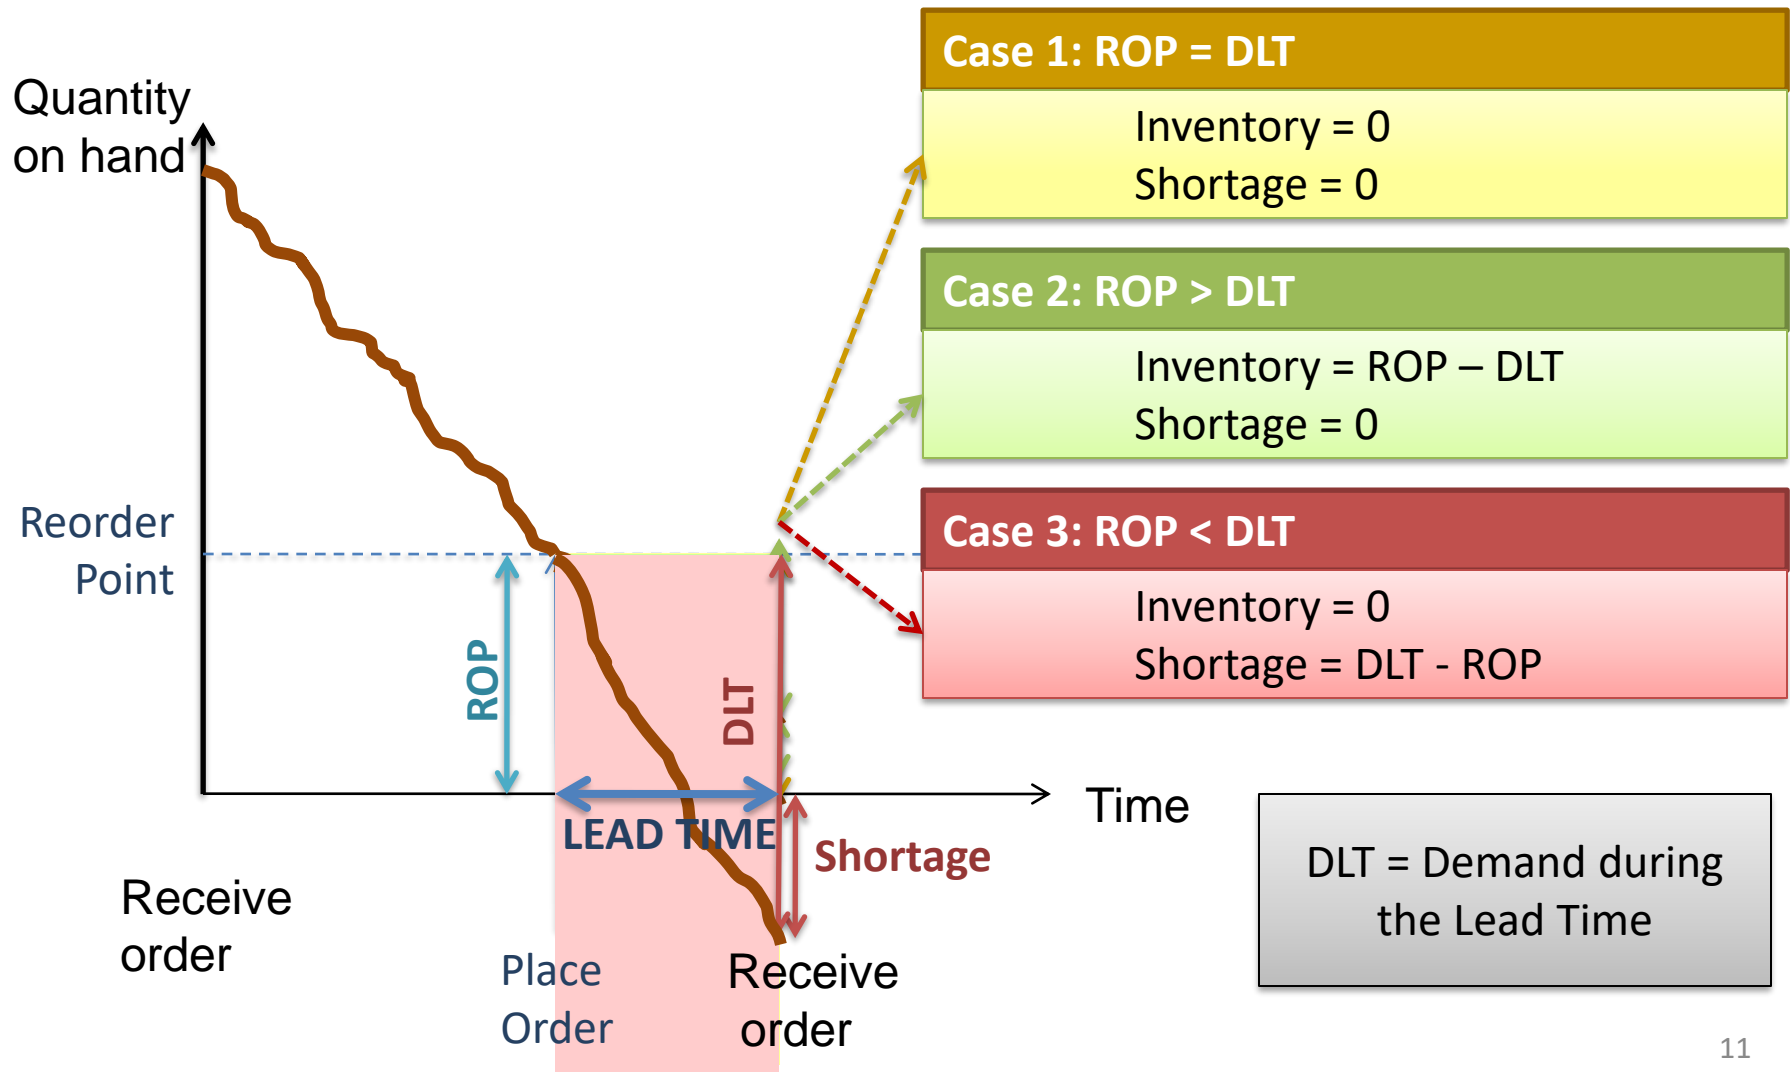 Quantity
on hand
Case 1: ROP = DLT
Inventory = 0
Shortage = 0
Case 2: ROP > DLT
Inventory = ROP – DLT
Shortage = 0
Case 3: ROP < DLT
Inventory = 0
Shortage = DLT - ROP
Reorder
Point
ROP
DLT
LEAD TIME
Time
Shortage
Receive
order
Place
Order
Receive
order
DLT = Demand during
the Lead Time
11